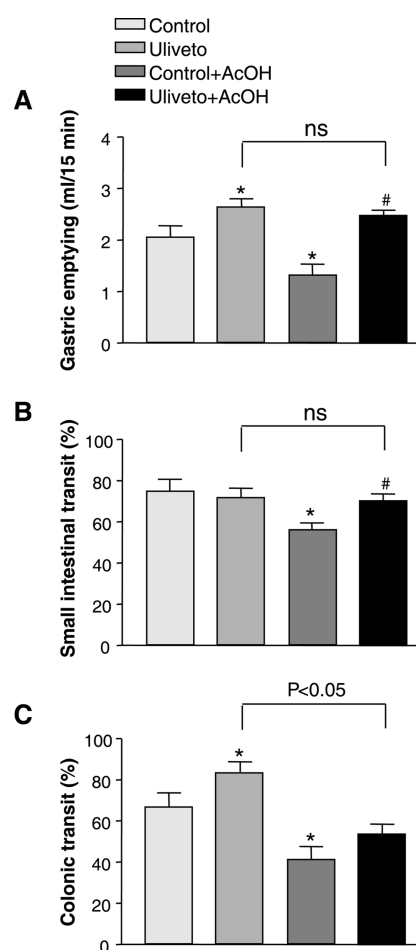 Control
Uliveto
Control+AcOH
Uliveto+AcOH
A
Gastric emptying (ml/15 min)
4
3
2
1
0
ns
*
*
#
B
Small intestinal transit (%)
100
80
60
40
20
0
ns
*
#
C
Colonic transit (%)
100
80
60
40
20
0
P<0.05
*
*